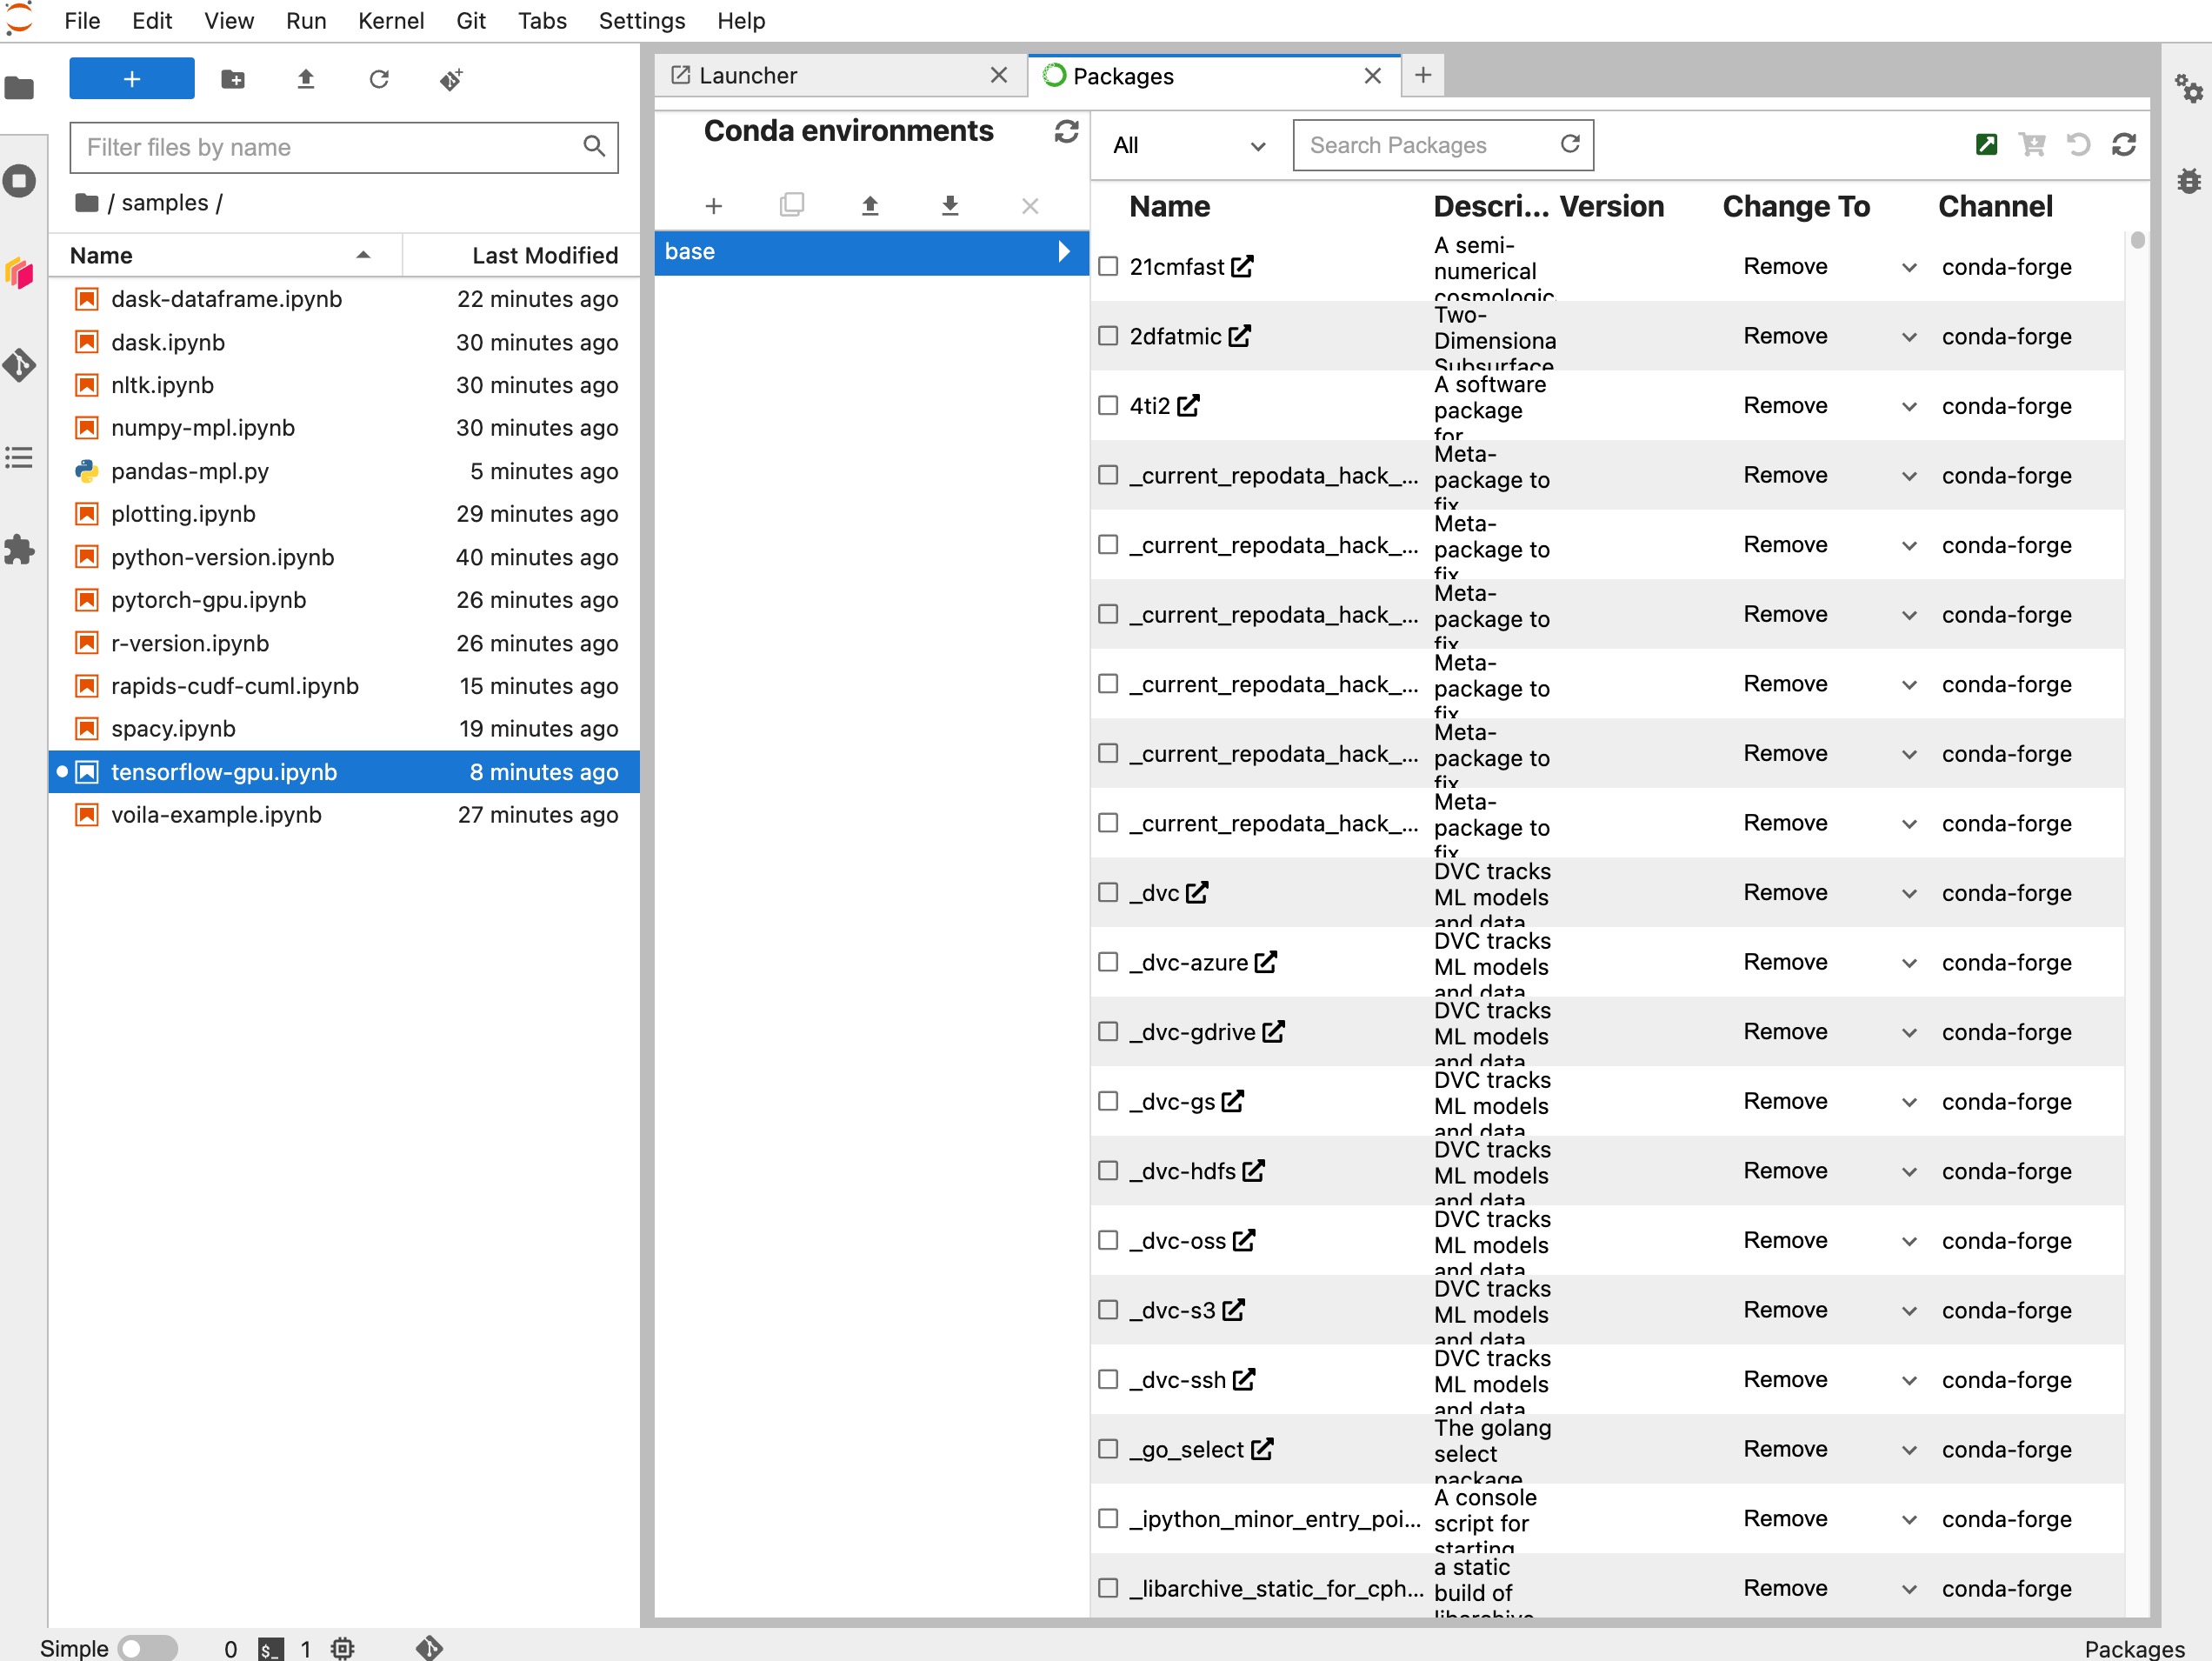 File Edit View Run Kernel Git Tabs Settings Help
+
Filter files by name
/ samples /
Name Last Modified
dask-dataframe.ipynb 22 minutes ago
dask.ipynb 30 minutes ago
nltk.ipynb 30 minutes ago
numpy-mpl.ipynb 30 minutes ago
pandas-mpl.py 5 minutes ago
plotting.ipynb 29 minutes ago
python-version.ipynb 40 minutes ago
pytorch-gpu.ipynb 26 minutes ago
r-version.ipynb 26 minutes ago
rapids-cudf-cuml.ipynb 15 minutes ago
spacy.ipynb 19 minutes ago
tensorflow-gpu.ipynb 8 minutes ago
voila-example.ipynb 27 minutes ago
Launcher
Packages
Conda environments
base
All
Search Packages
Name Descri... Version Change To Channel
21cmfast A semi- Remove conda-forge
numerical
cosmologic
2dfatmic Two- Remove conda-forge
Dimensiona
Subsurface
4ti2 A software Remove conda-forge
package
for
_current_repodata_hack_... Meta- Remove conda-forge
package to
fix
_current_repodata_hack_... Meta- Remove conda-forge
package to
fix
_current_repodata_hack_... Meta- Remove conda-forge
package to
fix
_current_repodata_hack_... Meta- Remove conda-forge
package to
fix
_current_repodata_hack_... Meta- Remove conda-forge
package to
fix
_current_repodata_hack_... Meta- Remove conda-forge
package to
fix
_dvc DVC tracks Remove conda-forge
ML models
and data
_dvc-azure DVC tracks Remove conda-forge
ML models
and data
_dvc-gdrive DVC tracks Remove conda-forge
ML models
and data
_dvc-gs DVC tracks Remove conda-forge
ML models
and data
_dvc-hdfs DVC tracks Remove conda-forge
ML models
and data
_dvc-oss DVC tracks Remove conda-forge
ML models
and data
_dvc-s3 DVC tracks Remove conda-forge
ML models
and data
_dvc-ssh DVC tracks Remove conda-forge
ML models
and data
_go_select The golang Remove conda-forge
select
package
_ipython_minor_entry_poi... A console Remove conda-forge
script for
starting
_libarchive_static_for_cph... a static Remove conda-forge
build of
libarchive
Simple 0 $_ 1 Packages